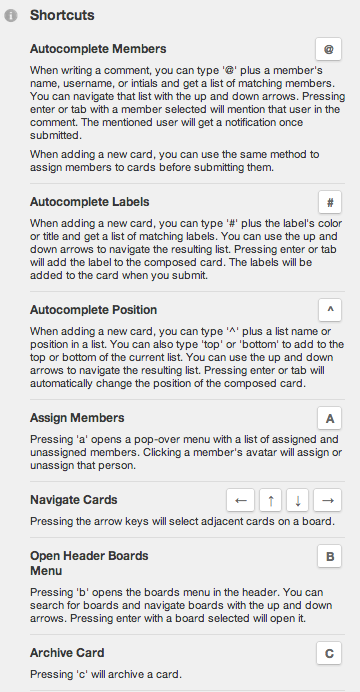 Shortcuts
Autocomplete Members @
When writing a comment, you can type '@' plus a member's
name, username, or intials and get a list of matching members.
You can navigate that list with the up and down arrows. Pressing
enter or tab with a member selected will mention that user in the
comment. The mentioned user will get a notification once
submitted.
When adding a new card, you can use the same method to
assign members to cards before submitting them.
Autocomplete Labels #
When adding a new card, you can type '#' plus the label's color
or title and get a list of matching labels. You can use the up and
down arrows to navigate the resulting list. Pressing enter or tab
will add the label to the composed card. The labels will be
added to the card when you submit.
Autocomplete Position ^
When adding a new card, you can type '^' plus a list name or
position in a list. You can also type 'top' or 'bottom' to add to the
top or bottom of the current list. You can use the up and down
arrows to navigate the resulting list. Pressing enter or tab will
automatically change the position of the composed card.
Assign Members A
Pressing 'a' opens a pop-over menu with a list of assigned and
unassigned members. Clicking a member's avatar will assign or
unassign that person.
Navigate Cards ← ↑ ↓ →
Pressing the arrow keys will select adjacent cards on a board.
Open Header Boards B
Menu
Pressing 'b' opens the boards menu in the header. You can
search for boards and navigate boards with the up and down
arrows. Pressing enter with a board selected will open it.
Archive Card C
Pressing 'c' will archive a card.